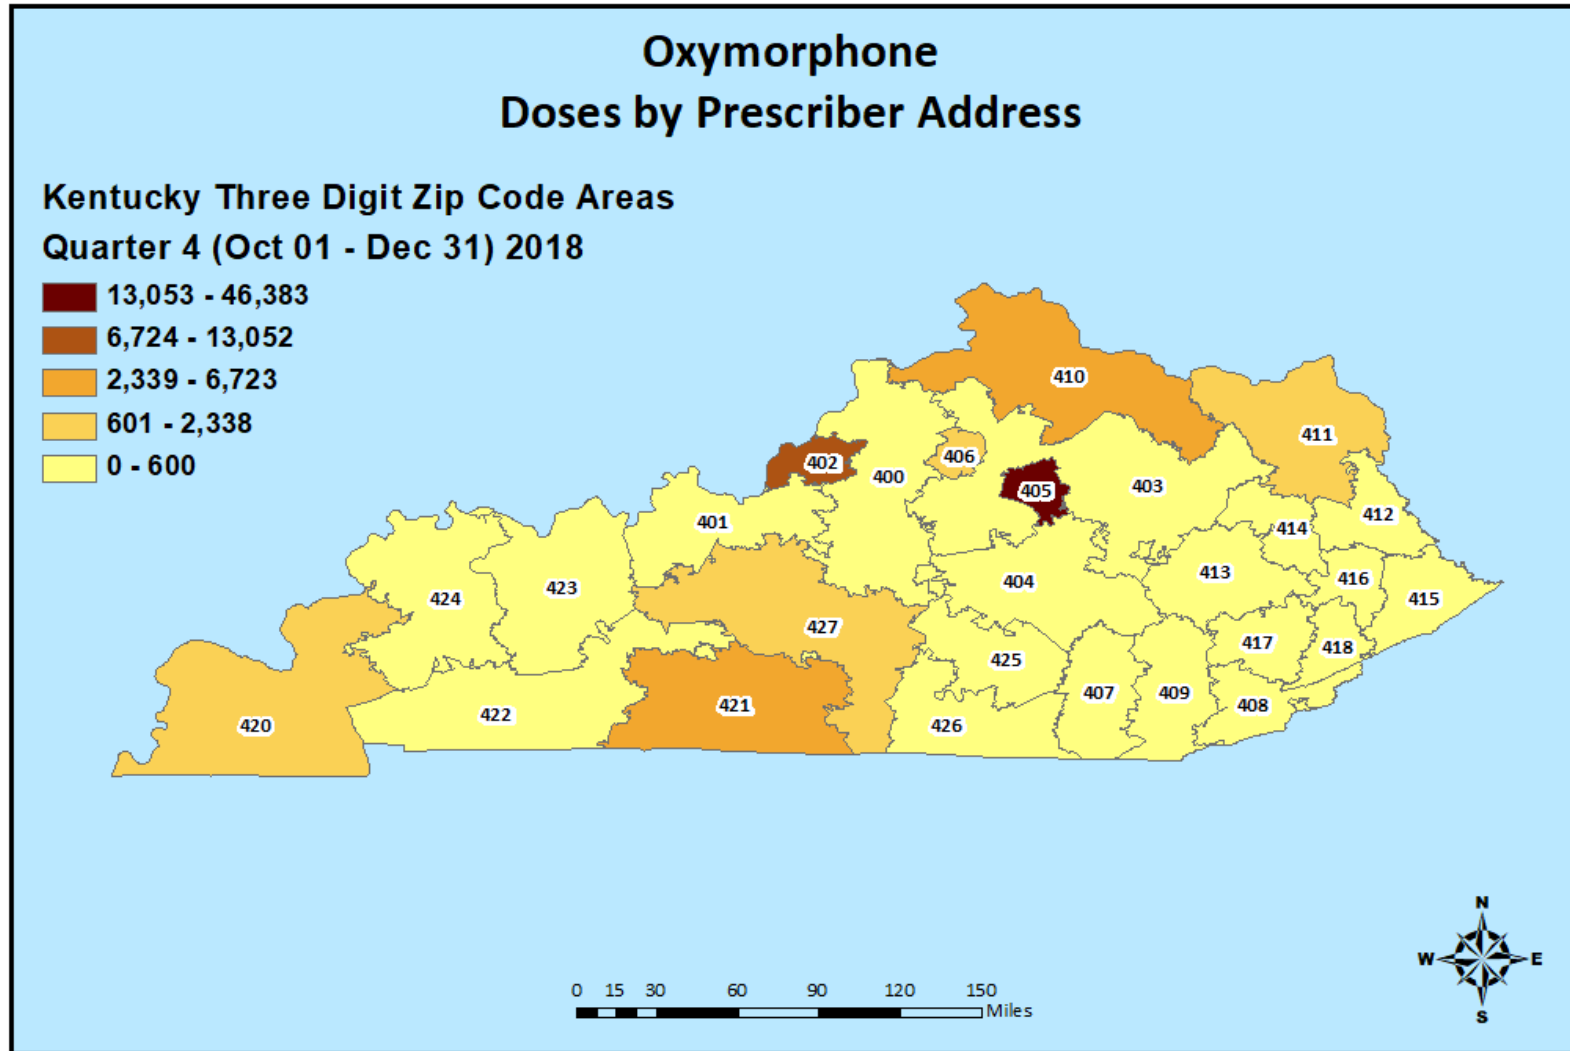 Oxymorphone
Doses by Prescriber Address
Kentucky Three Digit Zip Code Areas
Quarter 4 (Oct 01 - Dec 31) 2018
13,053 - 46,383
6,724 - 13,052
2,339 - 6,723
601 - 2,338
0 - 600
410
411
406
402
400
405
403
401
412
414
413
416
404
423
424
415
427
417
418
425
407
409
408
421
422
420
426
N
W E
S
0 15 30 60 90 120 150
Miles